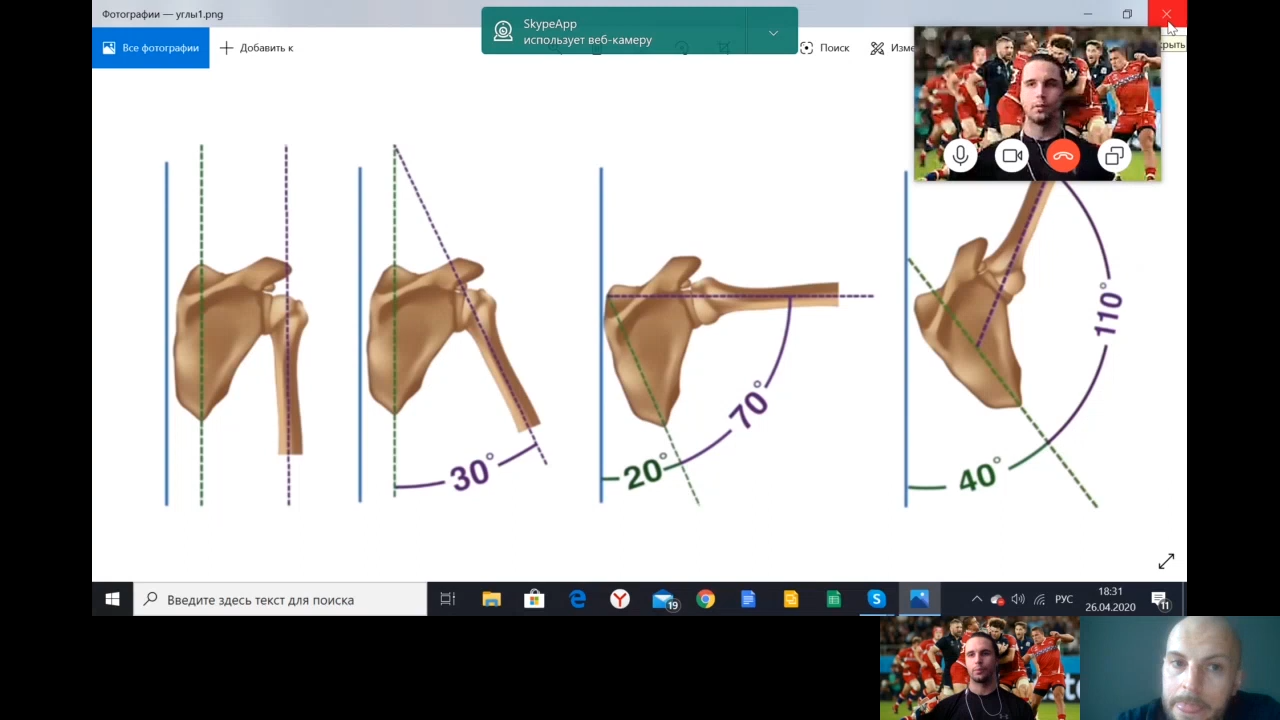 Фотографии — углы1.png
SkypeApp
использует веб-камеру
Все фотографии
Добавить к
Поиск
Изме
крыть
30°
20°
70°
40°
110°
Введите здесь текст для поиска
19
РУС
18:31
26.04.2020
11